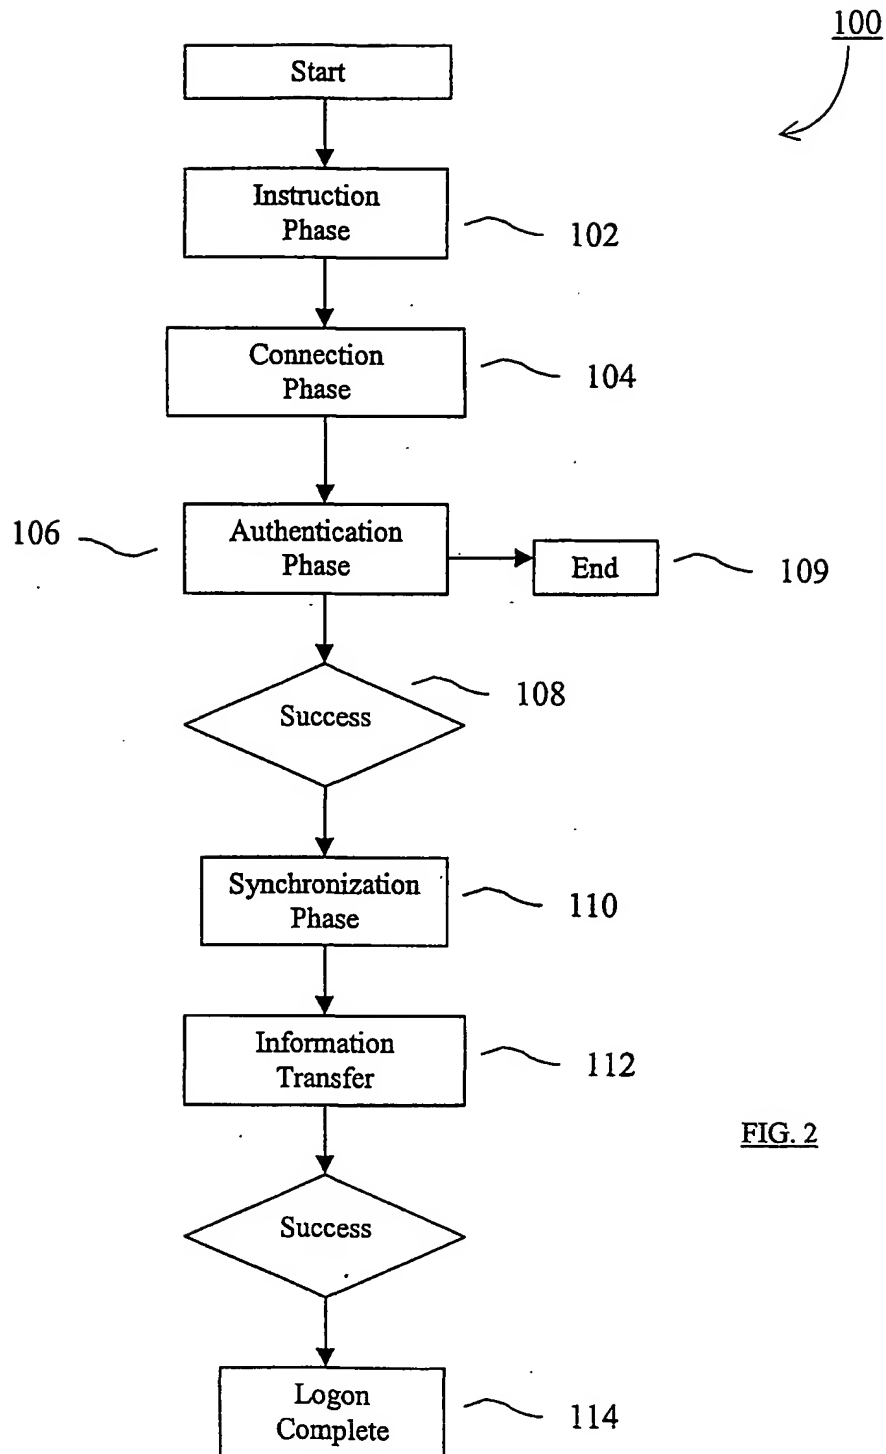 100
Start
Instruction
Phase
102
Connection
Phase
104
106
Authentication
Phase
End
109
Success
108
Synchronization
Phase
110
Information
Transfer
112
FIG. 2
Success
Logon
Complete
114